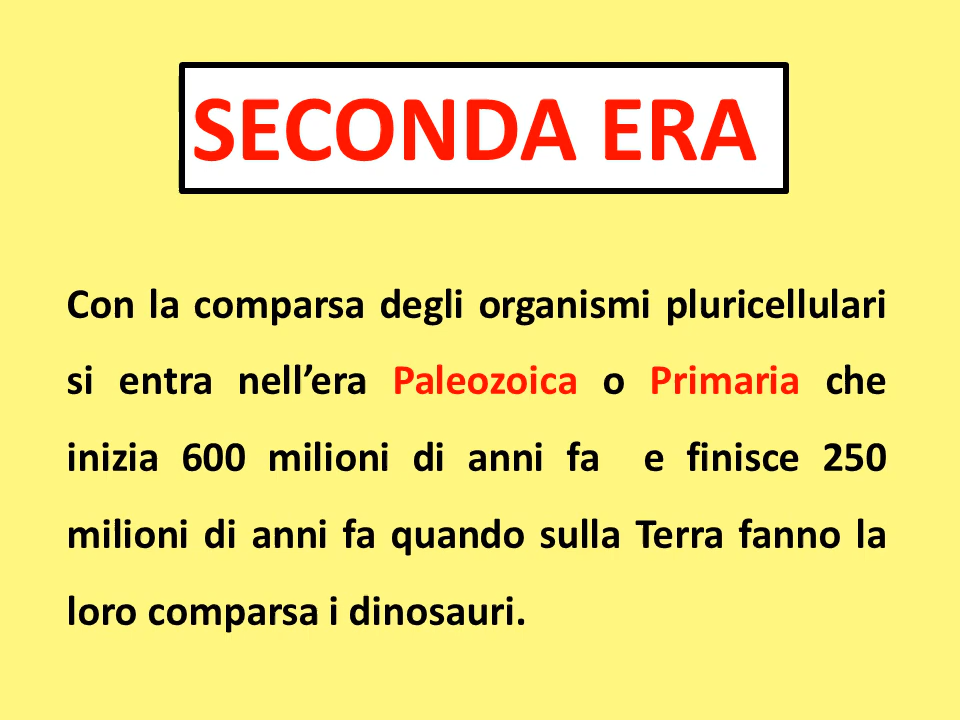 SECONDA ERA
Con la comparsa degli organismi pluricellulari
si entra nell’era Paleozoica o Primaria che
inizia 600 milioni di anni fa e finisce 250
milioni di anni fa quando sulla Terra fanno la
loro comparsa i dinosauri.